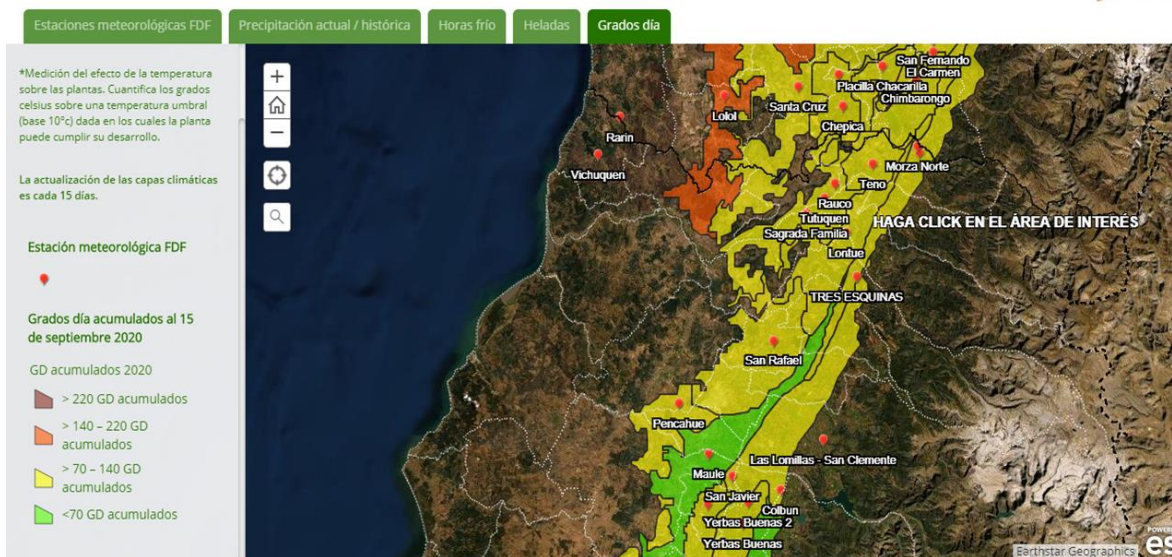 Estaciones meteorológicas FDF
Precipitación actual / histórica
Horas frío
Heladas
Grados día
*Medición del efecto de la temperatura
sobre las plantas. Cuantifica los grados
celsius sobre una temperatura umbral
(base 10°c) dada en los cuales la planta
puede cumplir su desarrollo.
La actualización de las capas climáticas
es cada 15 días.
Estación meteorológica FDF
Grados día acumulados al 15
de septiembre 2020
GD acumulados 2020
> 220 GD acumulados
> 140 – 220 GD
acumulados
> 70 – 140 GD
acumulados
<70 GD acumulados
San Fernando
El Carmen
Placilla Chacarilla
Chimbarongo
Santa Cruz
Lolol
Chepica
Rarin
Vichuquen
Morza Norte
Teno
Rauco
Tutuquen
HAGA CLICK EN EL ÁREA DE INTERÉS
Sagrada Familia
Lontue
TRES ESQUINAS
San Rafael
Pencahue
Las Lomillas - San Clemente
Maule
San Javier
Colbun
Yerbas Buenas 2
Yerbas Buenas
Earthstar Geographics